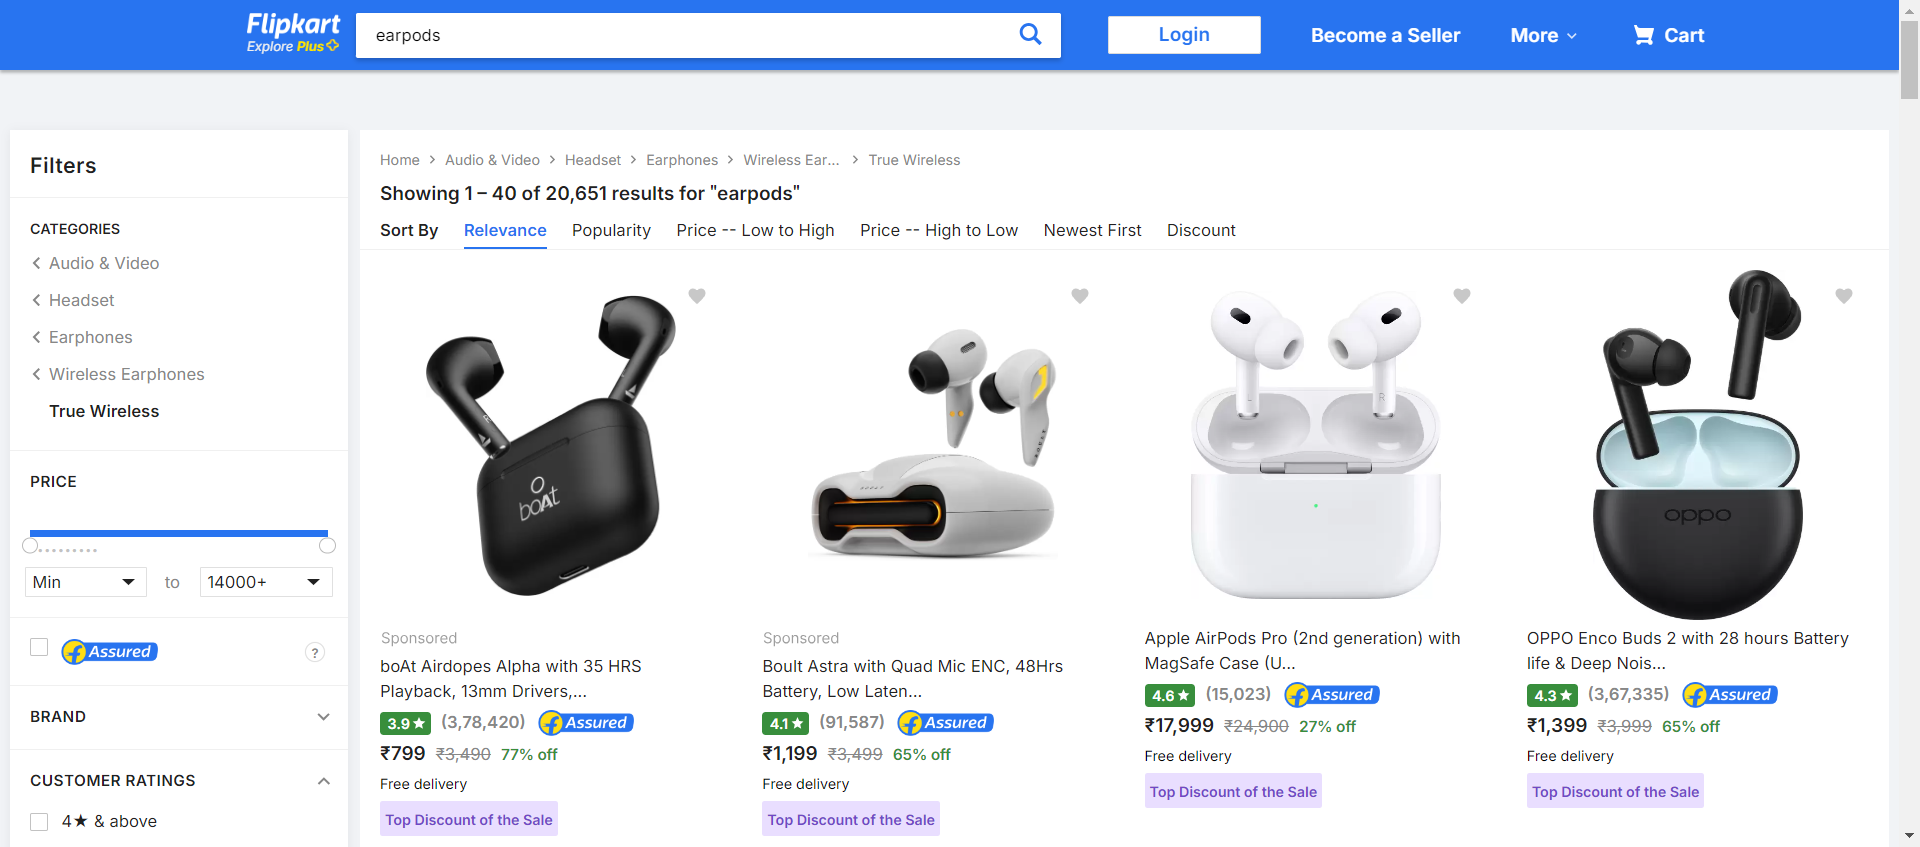 Flipkart
Explore Plus
earpods
Login
Become a Seller
More
Cart
Filters
CATEGORIES
Audio & Video
Headset
Earphones
Wireless Earphones
True Wireless
PRICE
Min
to
14000+
Assured
?
BRAND
CUSTOMER RATINGS
4★ & above
Home > Audio & Video > Headset > Earphones > Wireless Ear... > True Wireless
Showing 1 – 40 of 20,651 results for "earpods"
Sort By Relevance Popularity Price -- Low to High Price -- High to Low Newest First Discount
boAt
Sponsored
boAt Airdopes Alpha with 35 HRS
Playback, 13mm Drivers,...
3.9★ (3,78,420) Assured
₹799 ₹3,490 77% off
Free delivery
Top Discount of the Sale
Sponsored
Boult Astra with Quad Mic ENC, 48Hrs
Battery, Low Laten...
4.1★ (91,587) Assured
₹1,199 ₹3,499 65% off
Free delivery
Top Discount of the Sale
L
R
Apple AirPods Pro (2nd generation) with
MagSafe Case (U...
4.6★ (15,023) Assured
₹17,999 ₹24,900 27% off
Free delivery
Top Discount of the Sale
oppo
OPPO Enco Buds 2 with 28 hours Battery
life & Deep Nois...
4.3★ (3,67,335) Assured
₹1,399 ₹3,999 65% off
Free delivery
Top Discount of the Sale